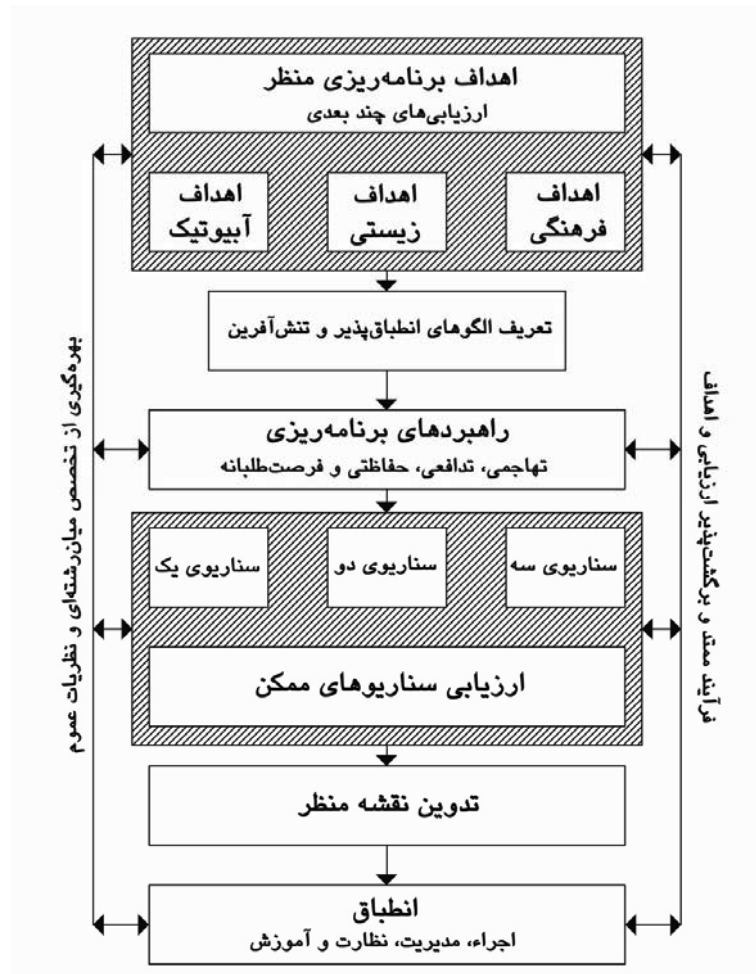 اهداف برنامه‌ریزی منظر
ارزیابی‌های چند بعدی
اهداف
فرهنگی
اهداف
زیستی
اهداف
آبیوتیک
تعریف الگوهای انطباق‌پذیر و تنش‌آفرین
راهبردهای برنامه‌ریزی
تهاجمی، تدافعی، حفاظتی و فرصت‌طلبانه
سناریوی سه
سناریوی دو
سناریوی یک
ارزیابی سناریوهای ممکن
تدوین نقشه منظر
انطباق
اجراء، مدیریت، نظارت و آموزش
فرآیند ممتد و برگشت‌پذیر ارزیابی و اهداف
بهره‌گیری از تخصص میان‌رشته‌ای و نظریات عموم